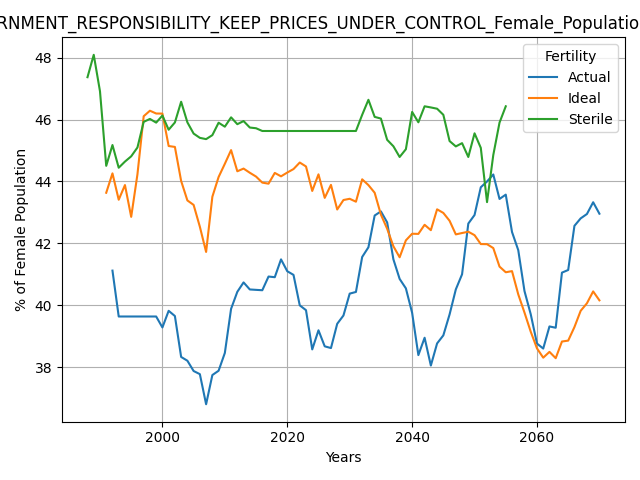 RNMENT_RESPONSIBILITY_KEEP_PRICES_UNDER_CONTROL_Female_Populatio
Fertility
Actual
Ideal
Sterile
48
46
44
42
40
38
% of Female Population
2000
2020
2040
2060
Years